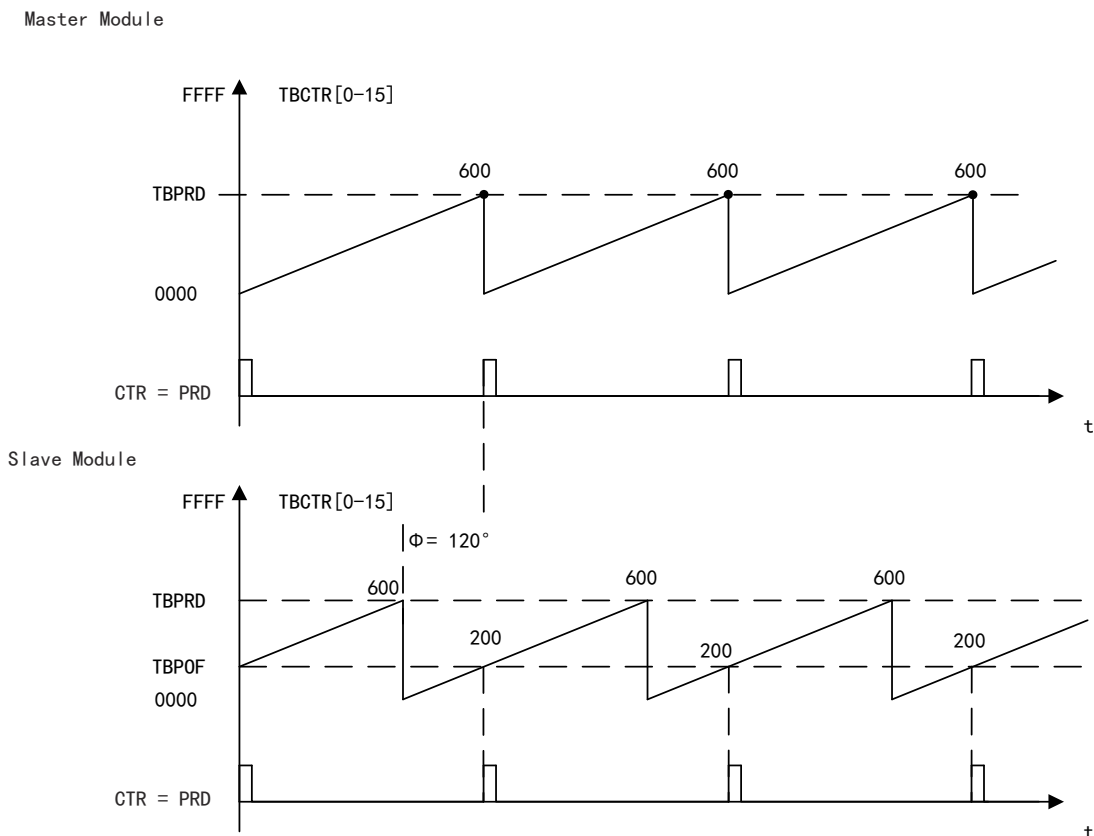 Master Module
FFFF TBCTR[0-15]
600 600 600
TBPRD
0000
CTR = PRD
t
Slave Module
FFFF TBCTR[0-15]
Φ= 120°
600 600 600
TBPRD
200 200 200
TBPOF
0000
CTR = PRD
t